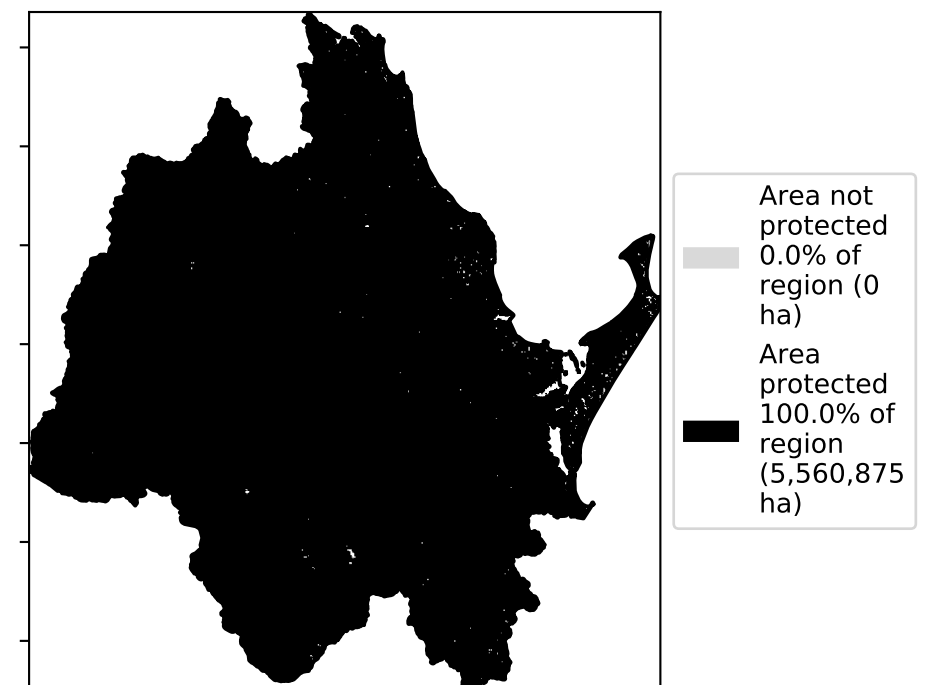 Area not
protected
0.0% of
region (0
ha)
Area
protected
100.0% of
region
(5,560,875
ha)